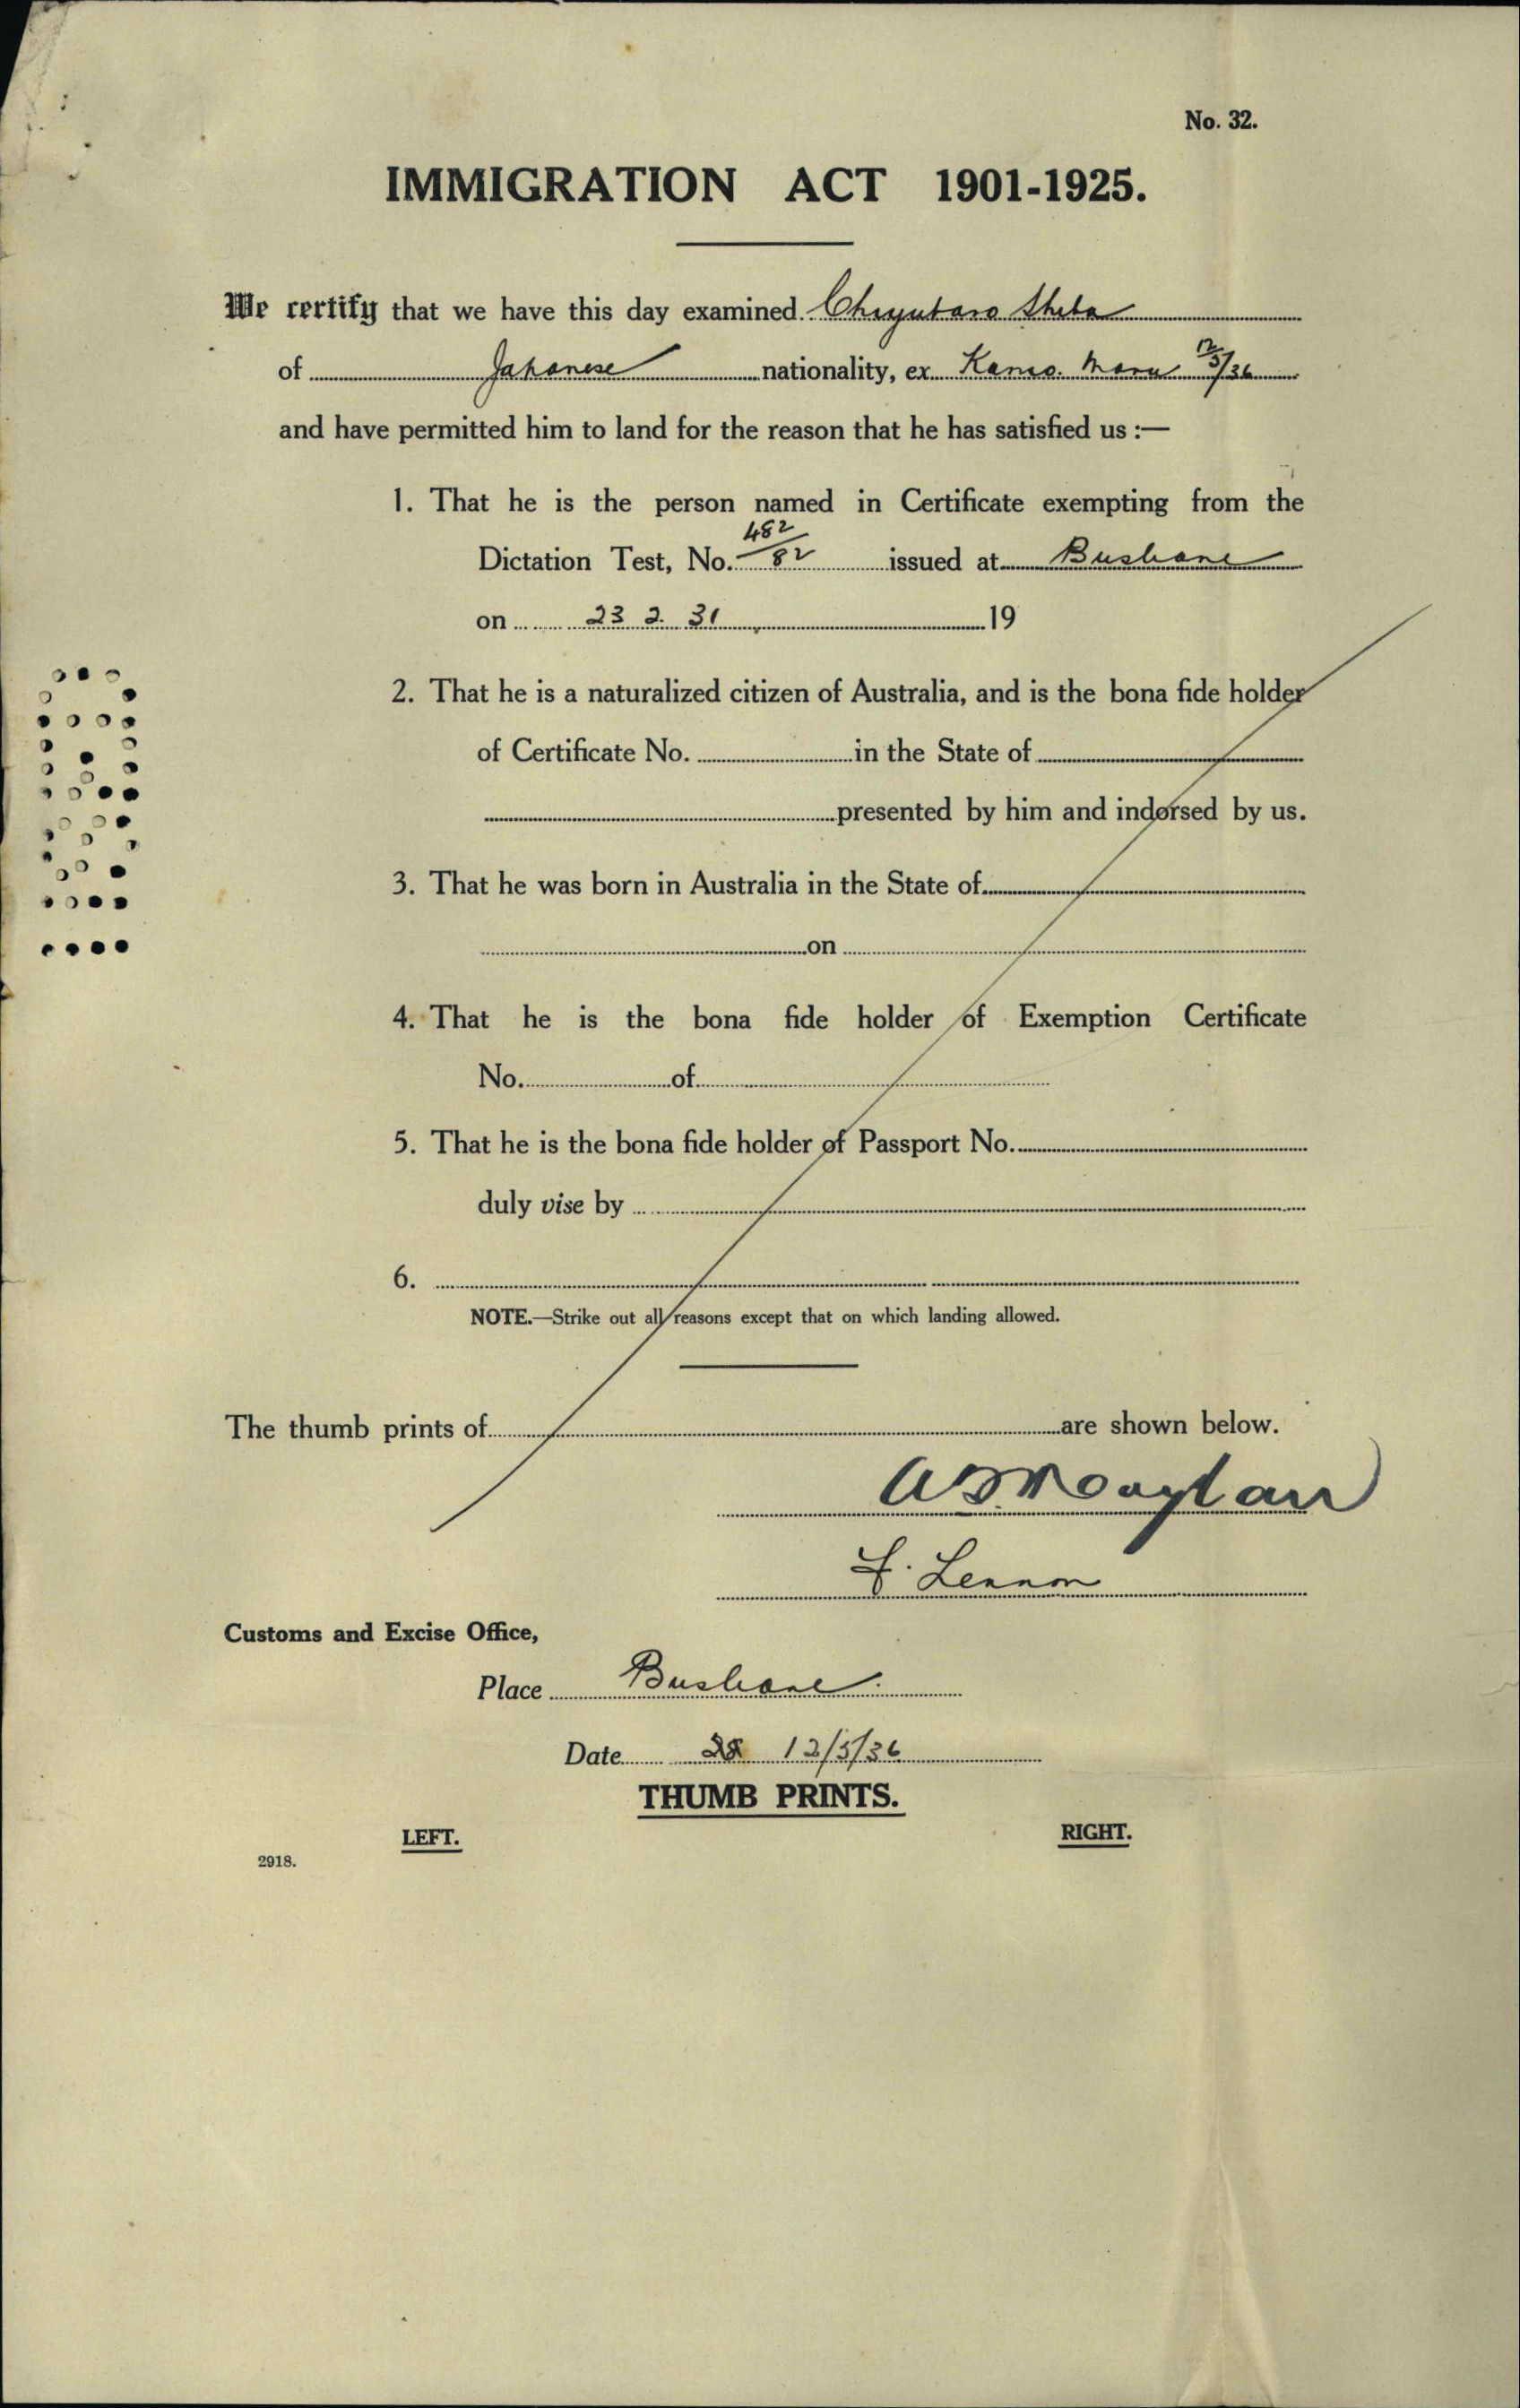 No. 32.
IMMIGRATION ACT 1901-1925.
We certify that we have this day examined Chiyutaro Sheba
of Japanese nationality, ex Kamo Maru 12/5/36
and have permitted him to land for the reason that he has satisfied us :—
1. That he is the person named in Certificate exempting from the
Dictation Test, No. 482/82 issued at Brisbane
on 23 2. 31 19
2. That he is a naturalized citizen of Australia, and is the bona fide holder
of Certificate No. in the State of
presented by him and indorsed by us.
3. That he was born in Australia in the State of
on
4. That he is the bona fide holder of Exemption Certificate
No. of
5. That he is the bona fide holder of Passport No.
duly vise by
6.
NOTE.—Strike out all reasons except that on which landing allowed.
The thumb prints of are shown below.
F. Lennon
Customs and Excise Office,
Place Brisbane.
Date 12/5/36
THUMB PRINTS.
LEFT. RIGHT.
2918.